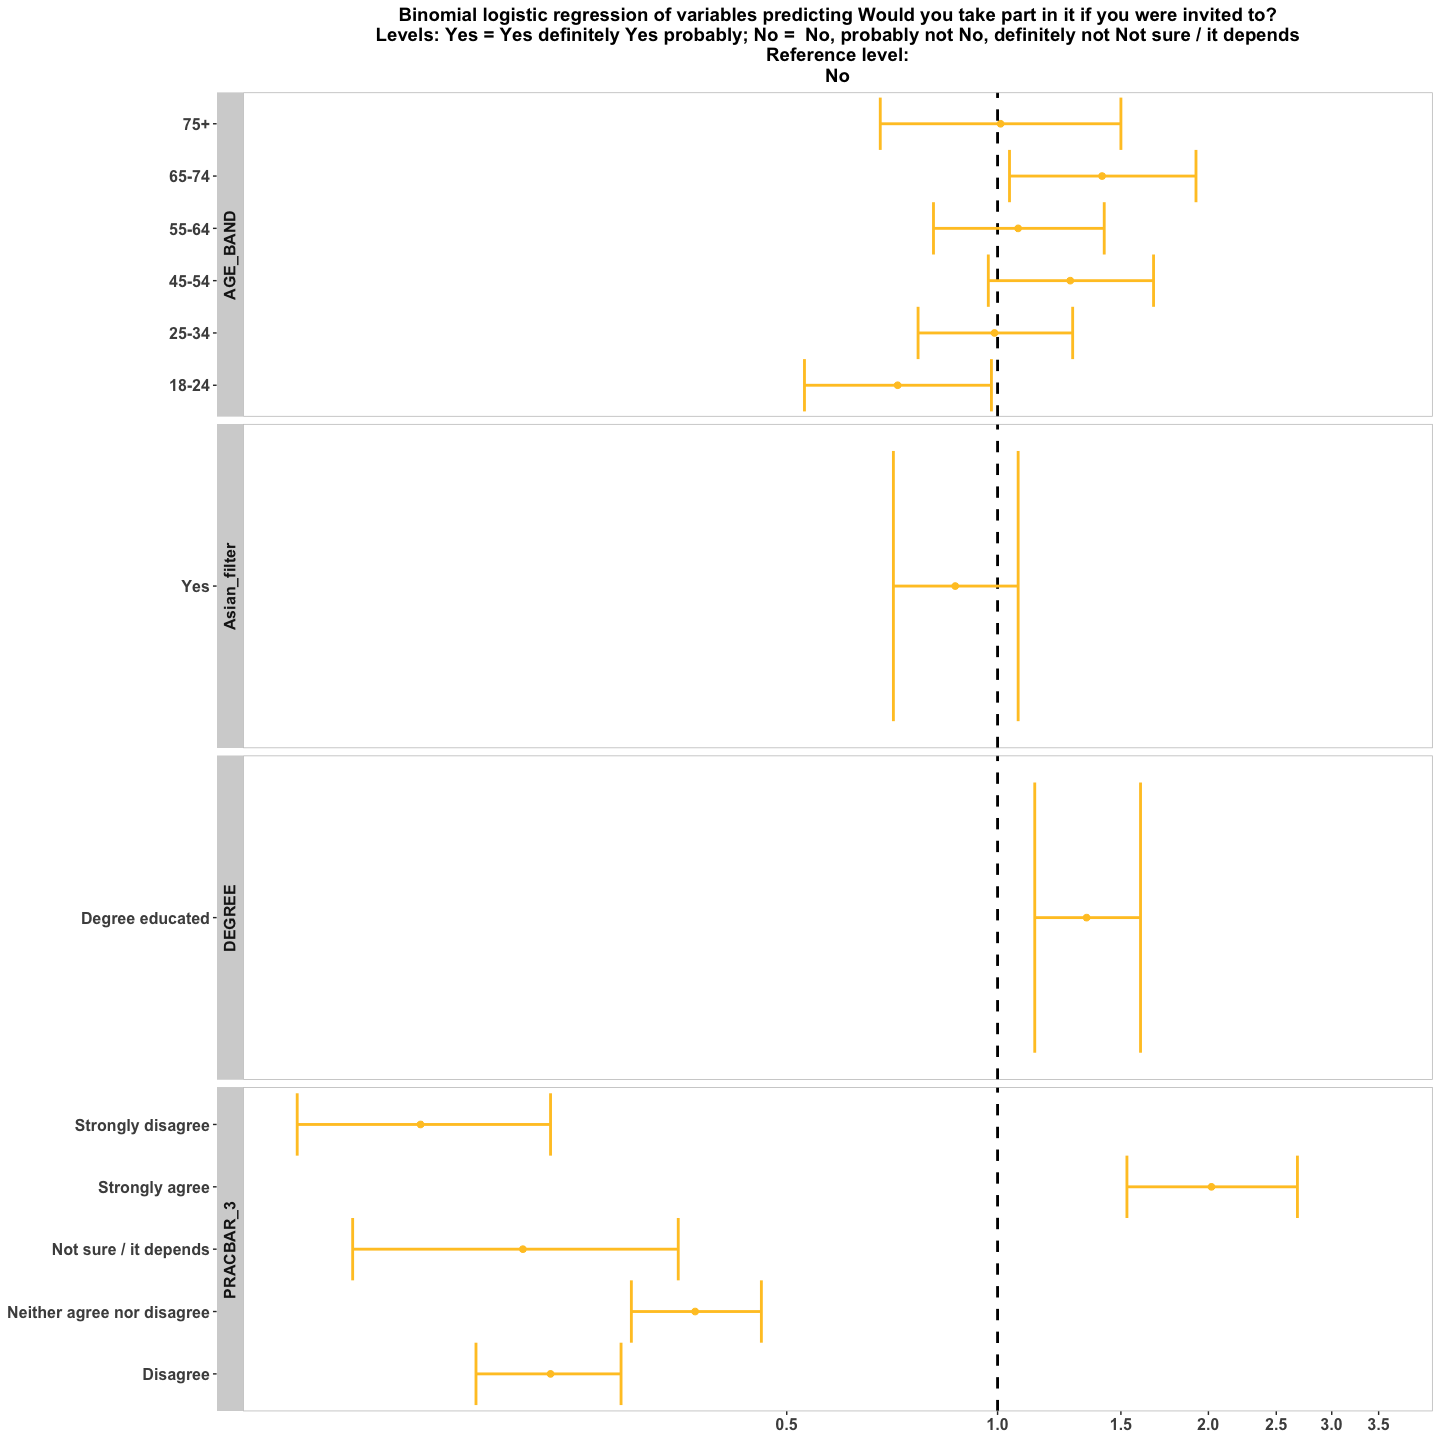 Binomial logistic regression of variables predicting Would you take part in it if you were invited to?
Levels: Yes = Yes definitely Yes probably; No =  No, probably not No, definitely not Not sure / it depends
Reference level:
No
AGE_BAND
75+
65-74
55-64
45-54
25-34
18-24
Asian_filter
Yes
DEGREE
Degree educated
PRACBAR_3
Strongly disagree
Strongly agree
Not sure / it depends
Neither agree nor disagree
Disagree
0.5 1.0 1.5 2.0 2.5 3.0 3.5